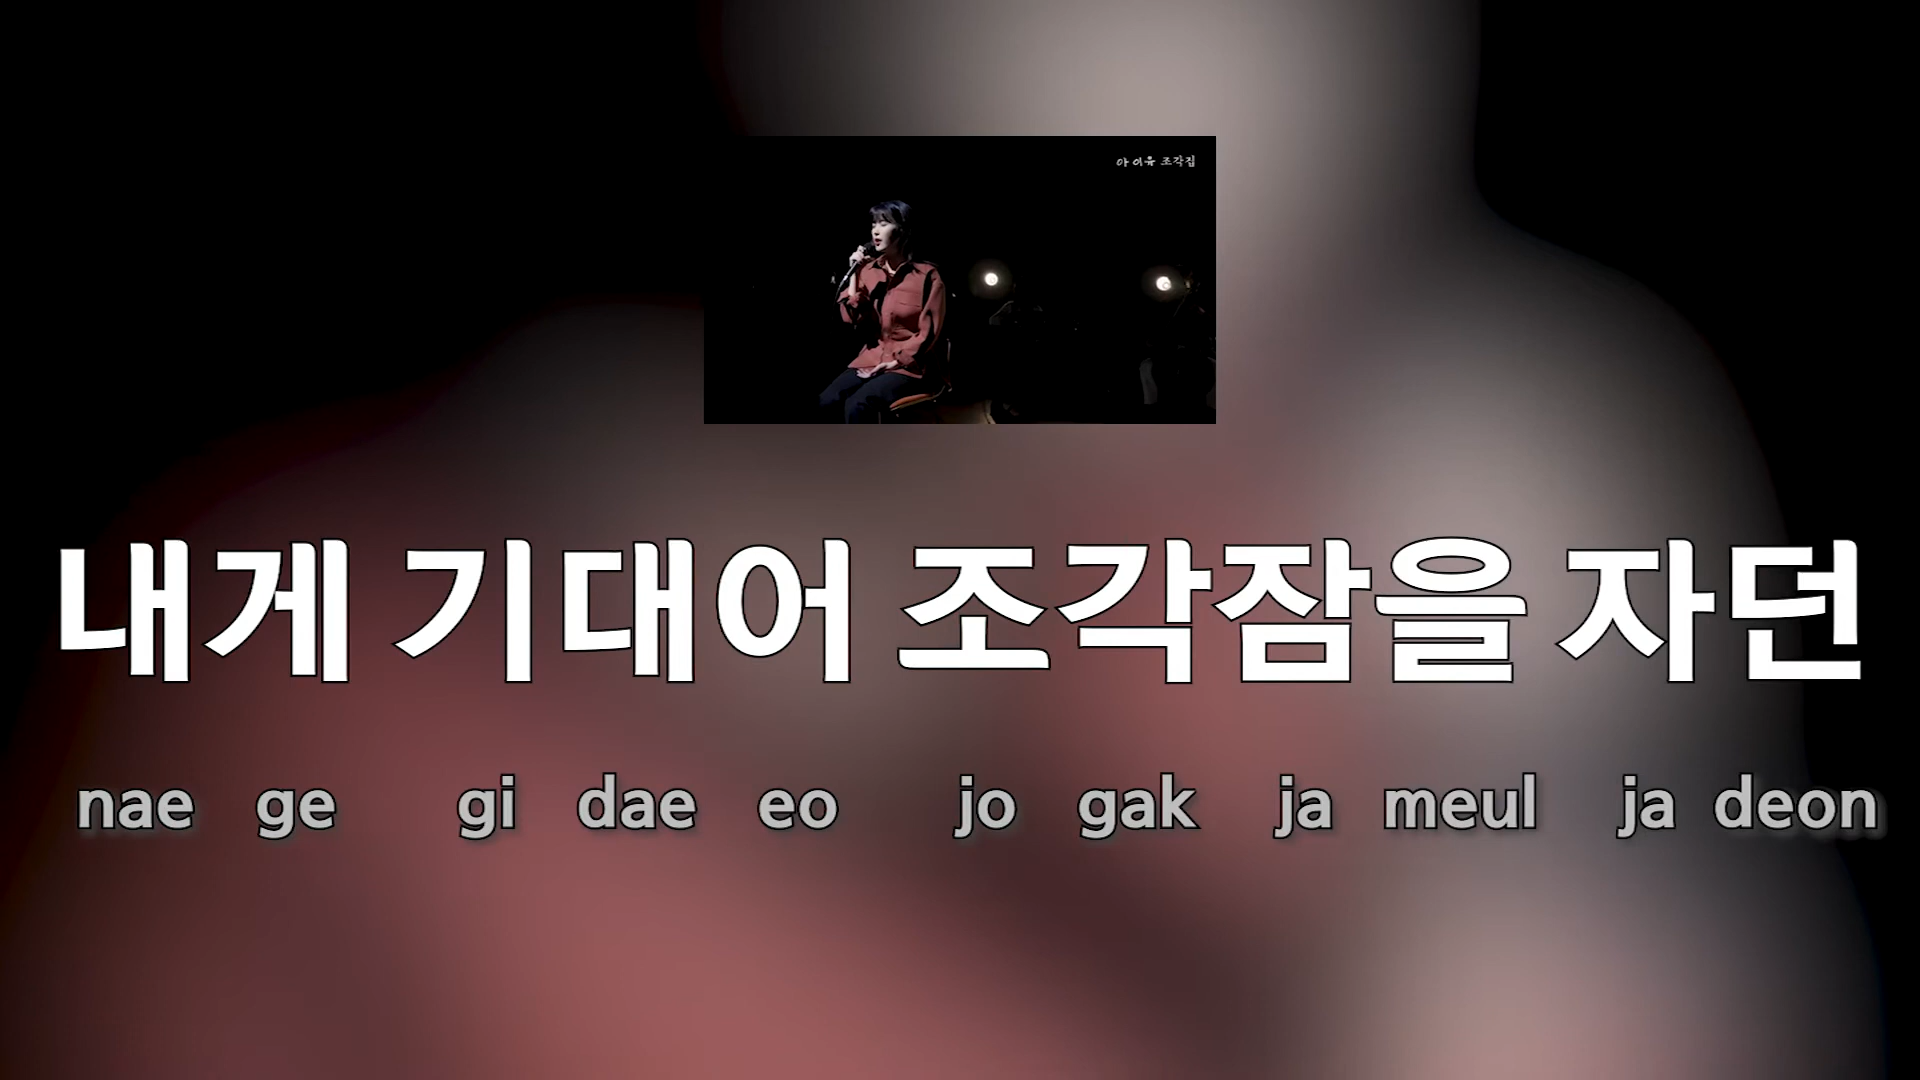 아이유 조각집
내게 기대어 조각잠을 자던
nae ge gi dae eo jo gak ja meul ja deon